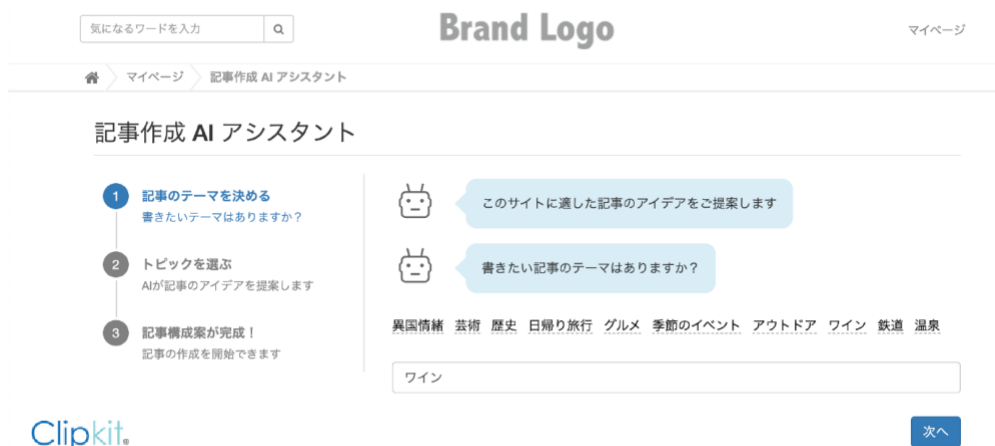 気になるワードを入力
Brand Logo
マイページ
マイページ
記事作成 AI アシスタント
記事作成 AI アシスタント
1 記事のテーマを決める
書きたいテーマはありますか？
2 トピックを選ぶ
AIが記事のアイデアを提案します
3 記事構成案が完成！
記事の作成を開始できます
このサイトに適した記事のアイデアをご提案します
書きたい記事のテーマはありますか？
異国情緒 芸術 歴史 日帰り旅行 グルメ 季節のイベント アウトドア ワイン 鉄道 温泉
ワイン
Clipkit®
次へ